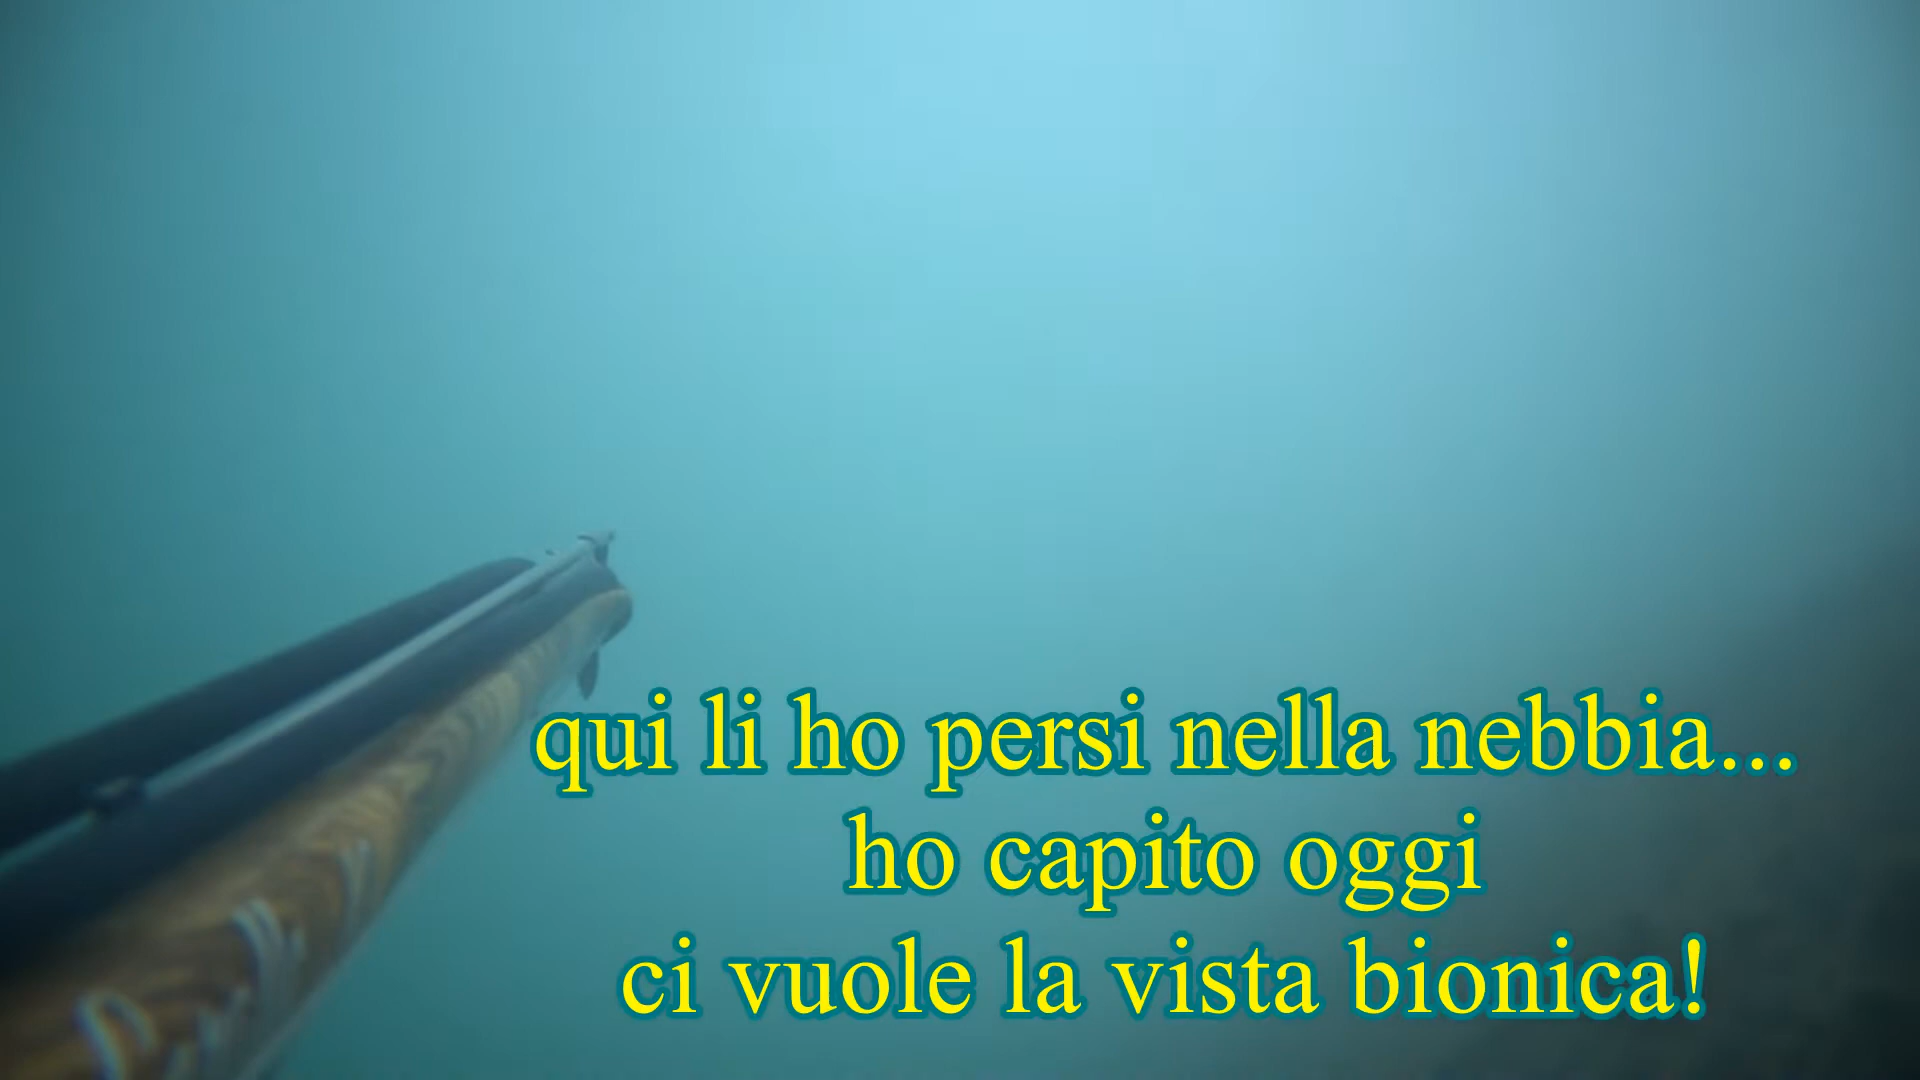 qui li ho persi nella nebbia...
ho capito oggi
ci vuole la vista bionica!